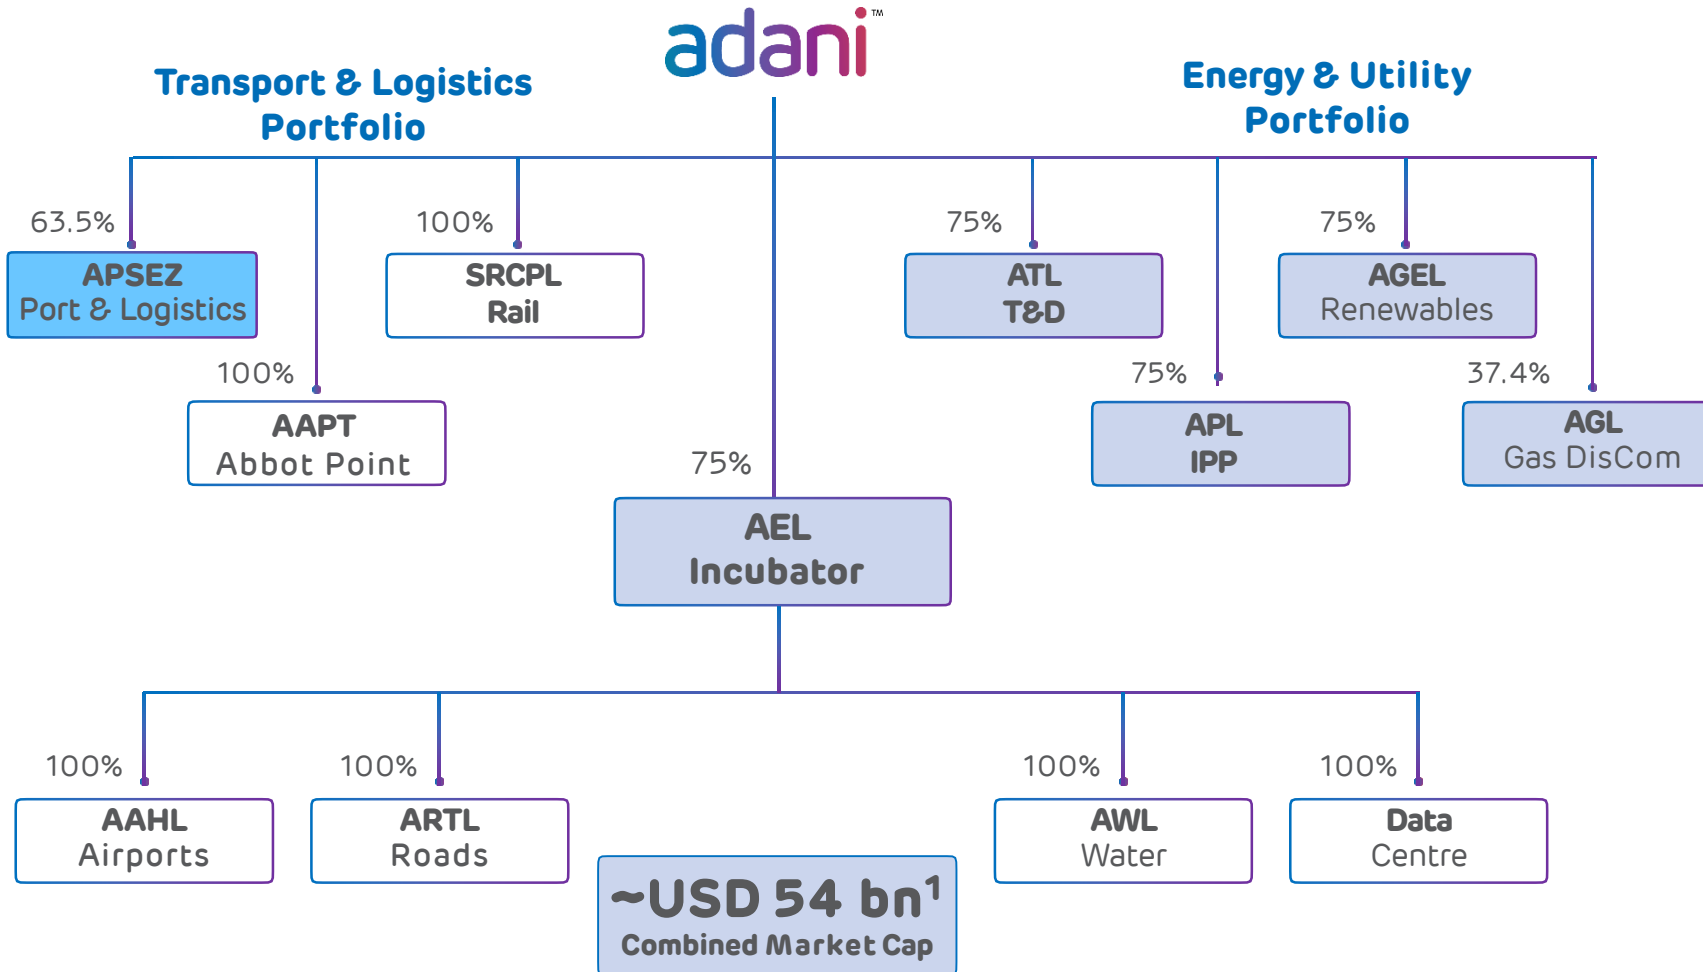 adani™
Transport & Logistics
Portfolio
Energy & Utility
Portfolio
63.5%
APSEZ
Port & Logistics
100%
SRCPL
Rail
75%
ATL
T&D
75%
AGEL
Renewables
100%
AAPT
Abbot Point
75%
APL
IPP
37.4%
AGL
Gas DisCom
75%
AEL
Incubator
100%
AAHL
Airports
100%
ARTL
Roads
100%
AWL
Water
100%
Data
Centre
~USD 54 bn¹
Combined Market Cap